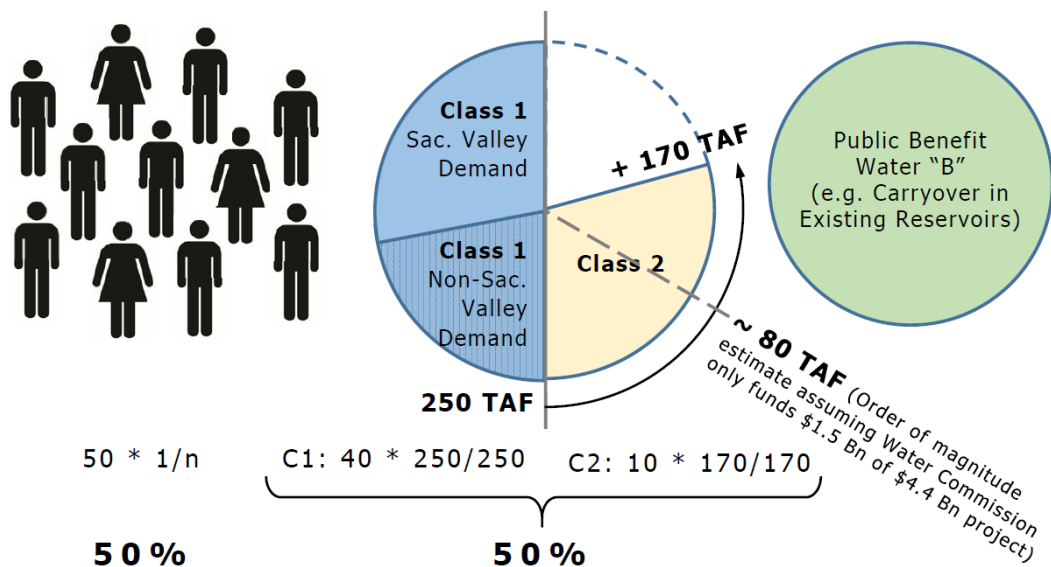 Class 1
Sac. Valley
Demand
Class 1
Non-Sac.
Valley
Demand
250 TAF
+ 170 TAF
Class 2
~ 80 TAF (Order of magnitude
estimate assuming Water Commission
only funds $1.5 Bn of $4.4 Bn project)
Public Benefit
Water “B”
(e.g. Carryover in
Existing Reservoirs)
50 * 1/n
C1: 40 * 250/250
C2: 10 * 170/170
50%
50%